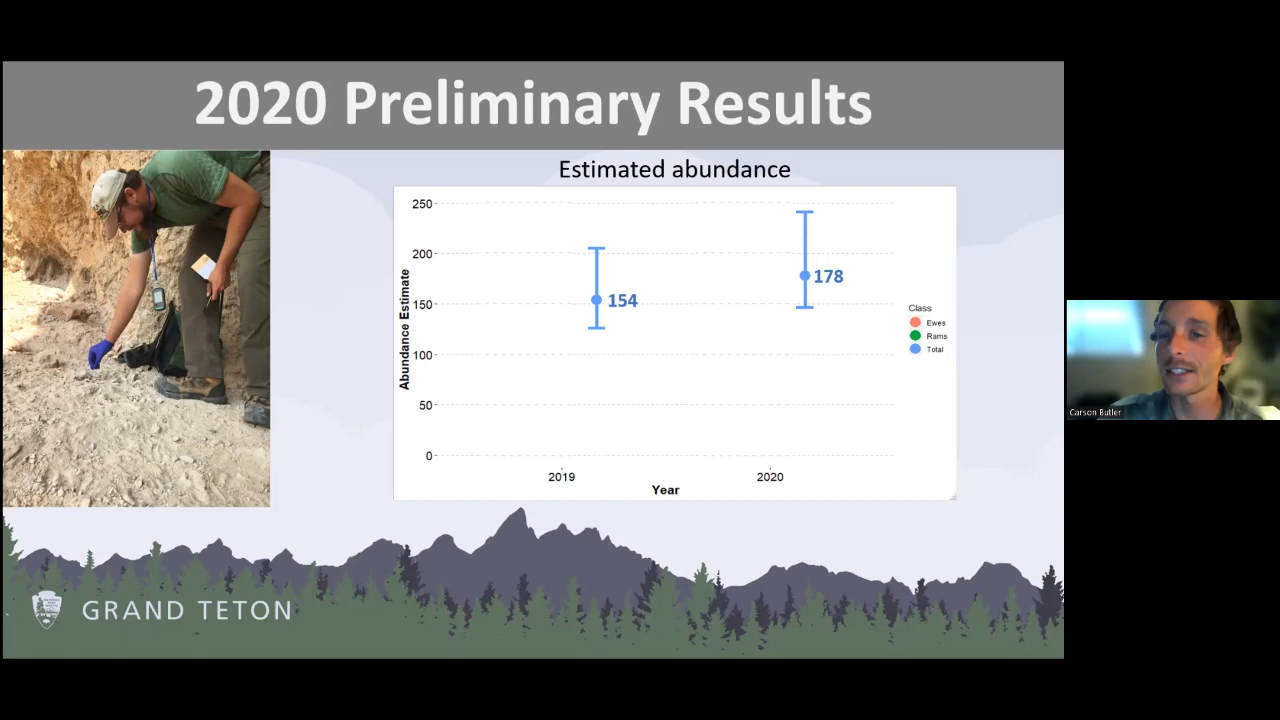 2020 Preliminary Results
Estimated abundance
250
200
150
100
50
0
Abundance Estimate
154
178
2019
2020
Year
Class
Ewes
Rams
Total
GRAND TETON
Carson Butler